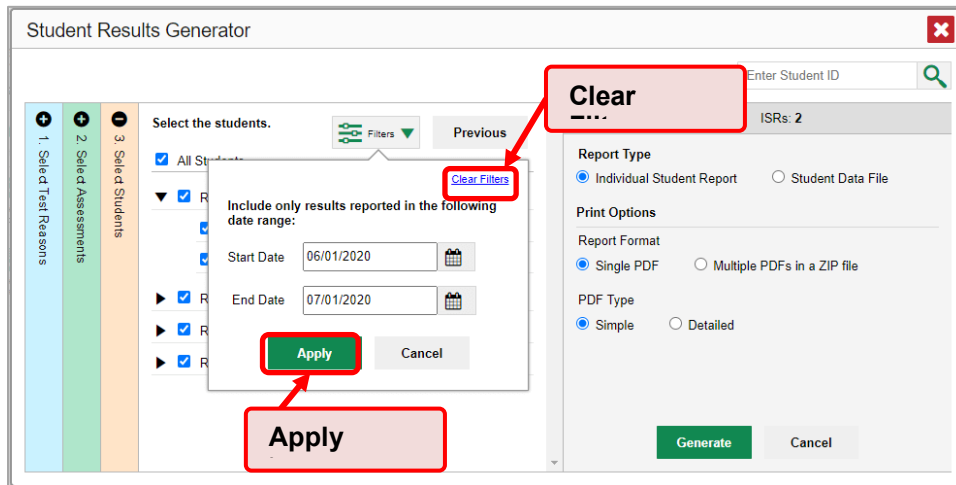 Student Results Generator
Enter Student ID
Clear
1. Select Test Reasons
2. Select Assessments
3. Select Students
Select the students.
Filters
Previous
All Students
Clear Filters
Include only results reported in the following
date range:
Start Date 06/01/2020
End Date 07/01/2020
R
R
R
R
Apply
Cancel
Apply
ISRs: 2
Report Type
Individual Student Report
Student Data File
Print Options
Report Format
Single PDF
Multiple PDFs in a ZIP file
PDF Type
Simple
Detailed
Generate
Cancel